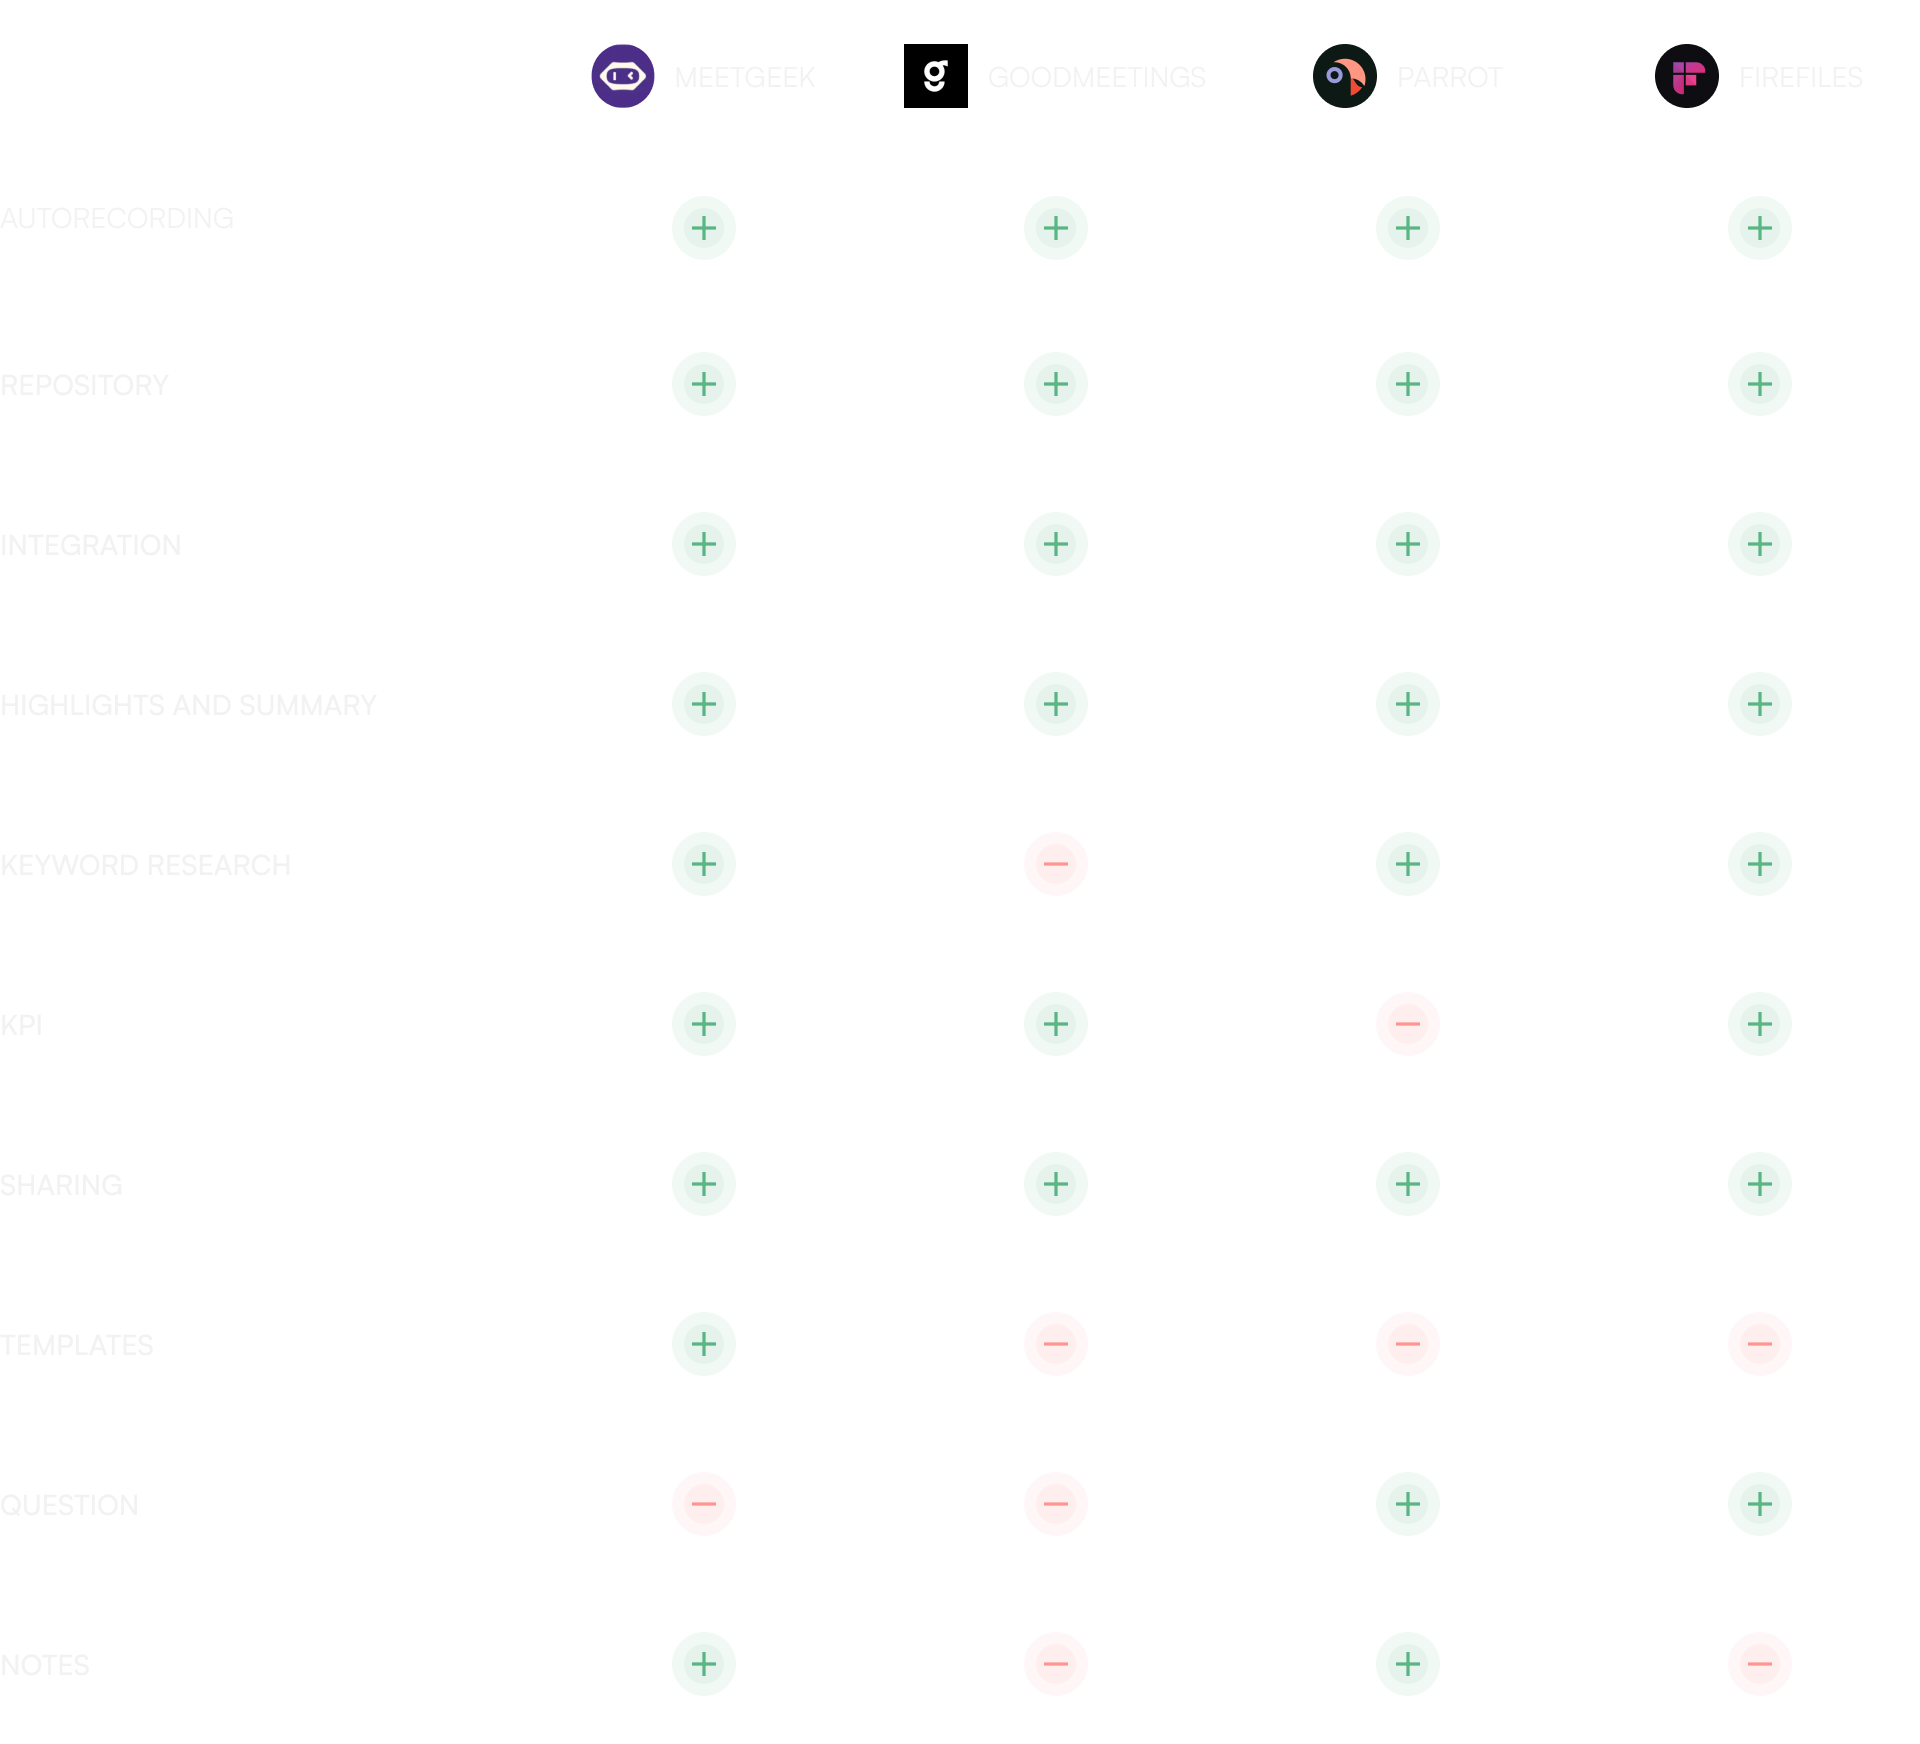 MEETGEEK GOODMEETINGS PARROT FIREFILES
AUTORECORDING
REPOSITORY
INTEGRATION
HIGHLIGHTS AND SUMMARY
KEYWORD RESEARCH
KPI
SHARING
TEMPLATES
QUESTION
NOTES